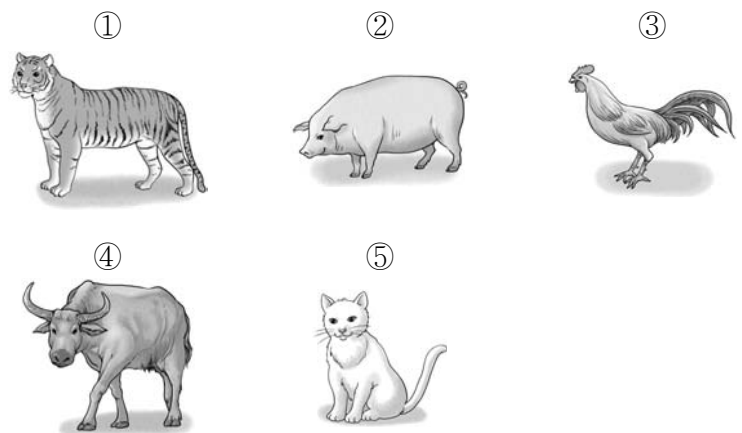 ① ② ③
④ ⑤